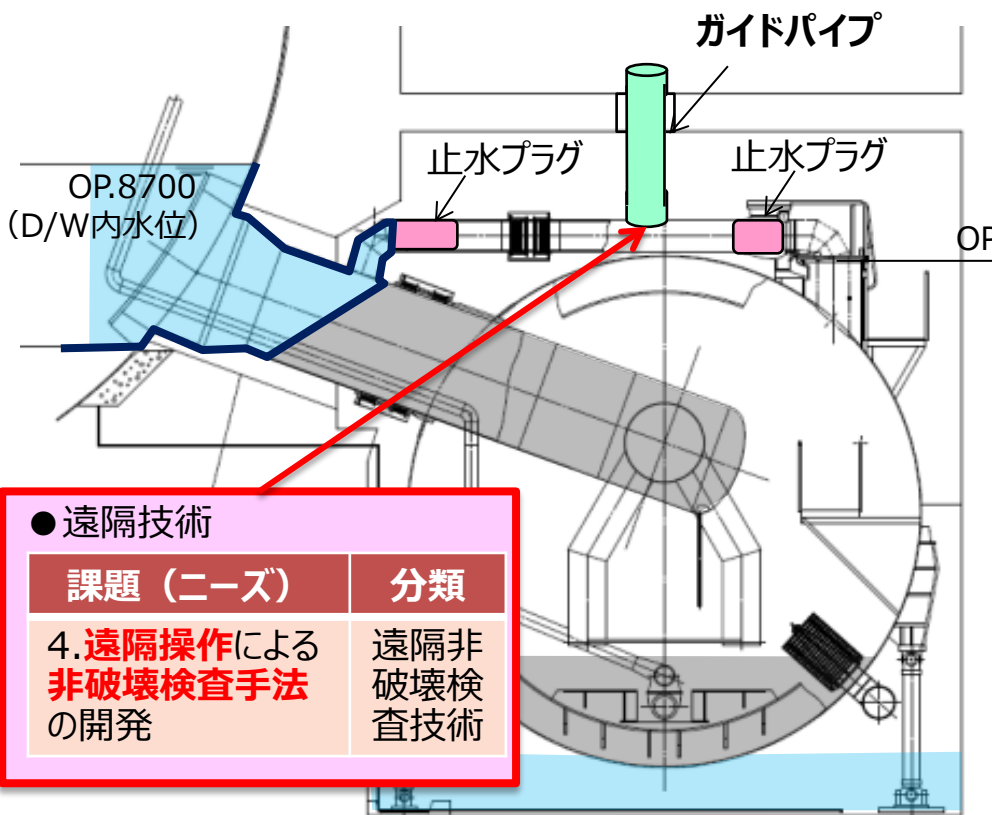 ガイドパイプ
止水プラグ
止水プラグ
OP.8700
（D/W内水位）
OP
●遠隔技術
課題（ニーズ）
分類
4.遠隔操作による
非破壊検査手法
の開発
遠隔非
破壊検
査技術